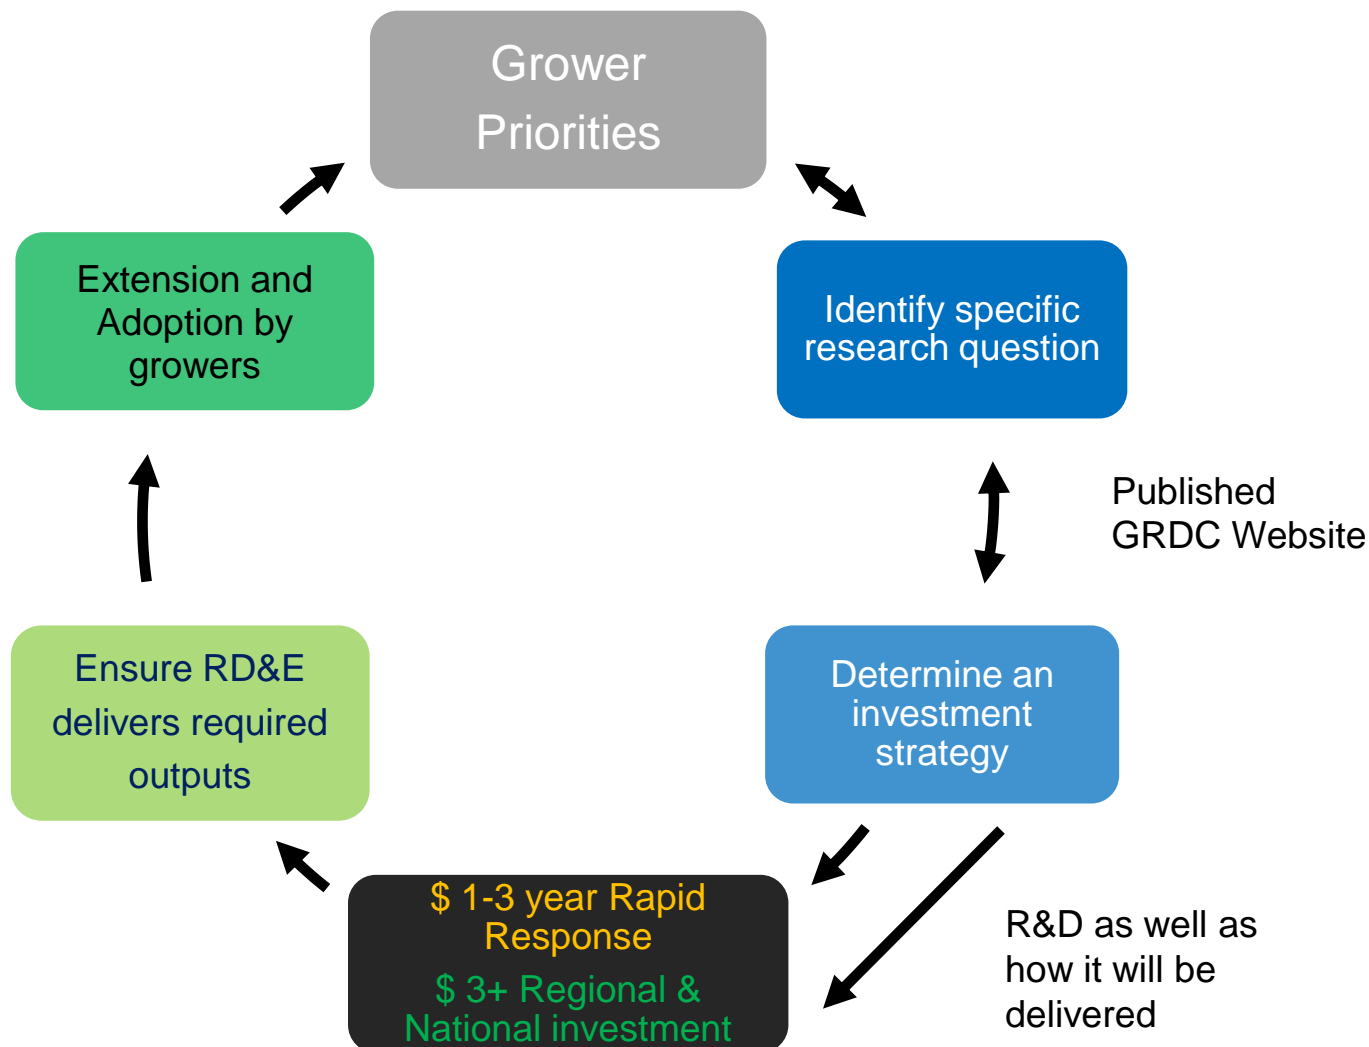 Grower
Priorities
Extension and
Adoption by
growers
Identify specific
research question
Published
GRDC Website
Ensure RD&E
delivers required
outputs
Determine an
investment
strategy
$ 1-3 year Rapid
Response
$ 3+ Regional &
National investment
R&D as well as
how it will be
delivered